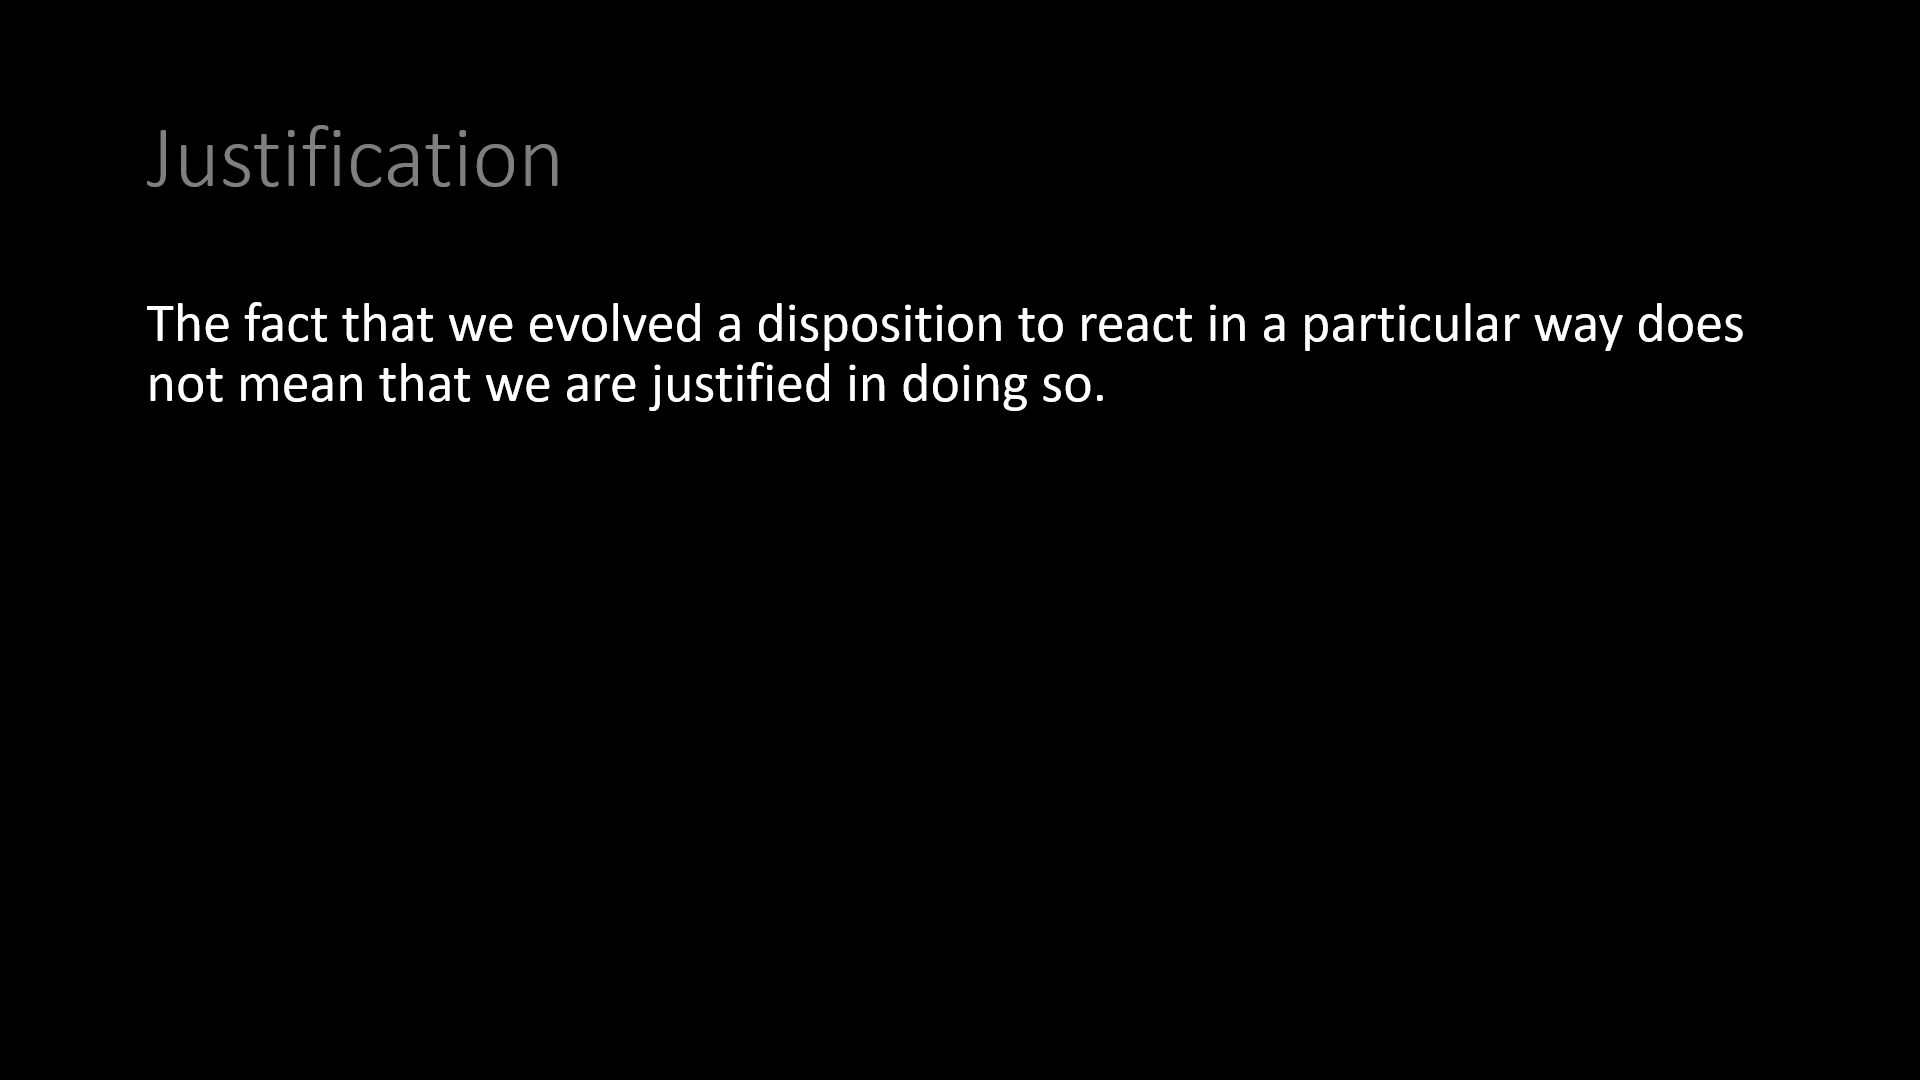 Justification
The fact that we evolved a disposition to react in a particular way does
not mean that we are justified in doing so.